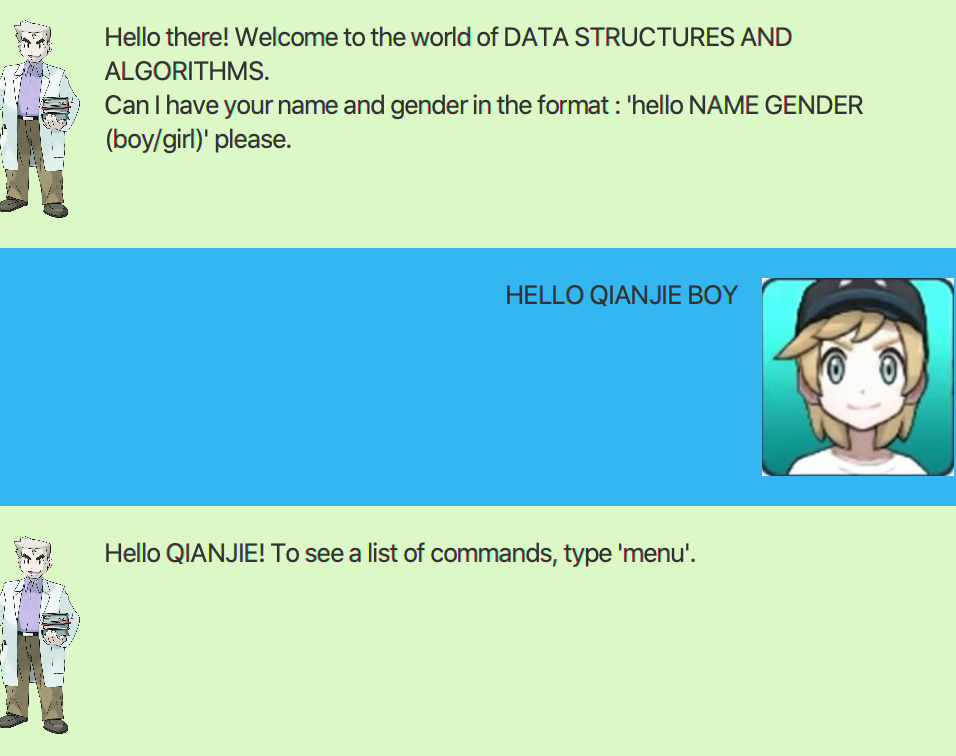 Hello there! Welcome to the world of DATA STRUCTURES AND
ALGORITHMS.
Can I have your name and gender in the format : 'hello NAME GENDER
(boy/girl)' please.
HELLO QIANJIE BOY
Hello QIANJIE! To see a list of commands, type 'menu'.